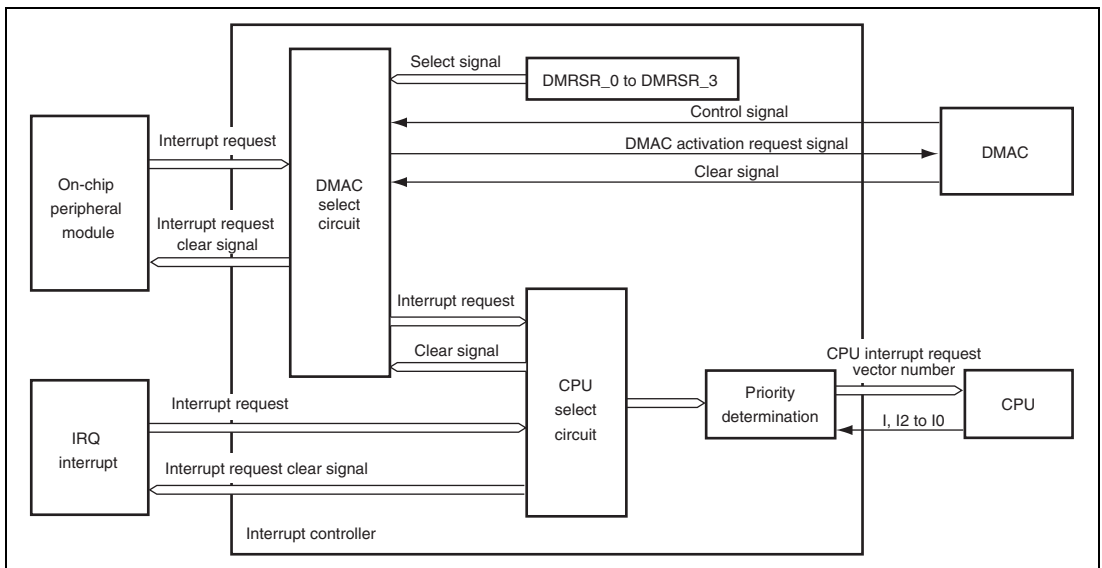 Select signal
DMRSR_0 to DMRSR_3
Control signal
Interrupt request
DMAC activation request signal
DMAC
On-chip
peripheral
module
DMAC
select
circuit
Clear signal
Interrupt request
clear signal
Interrupt request
Clear signal
CPU interrupt request
vector number
CPU
select
circuit
Priority
determination
CPU
I, I2 to I0
Interrupt request
IRQ
interrupt
Interrupt request clear signal
Interrupt controller